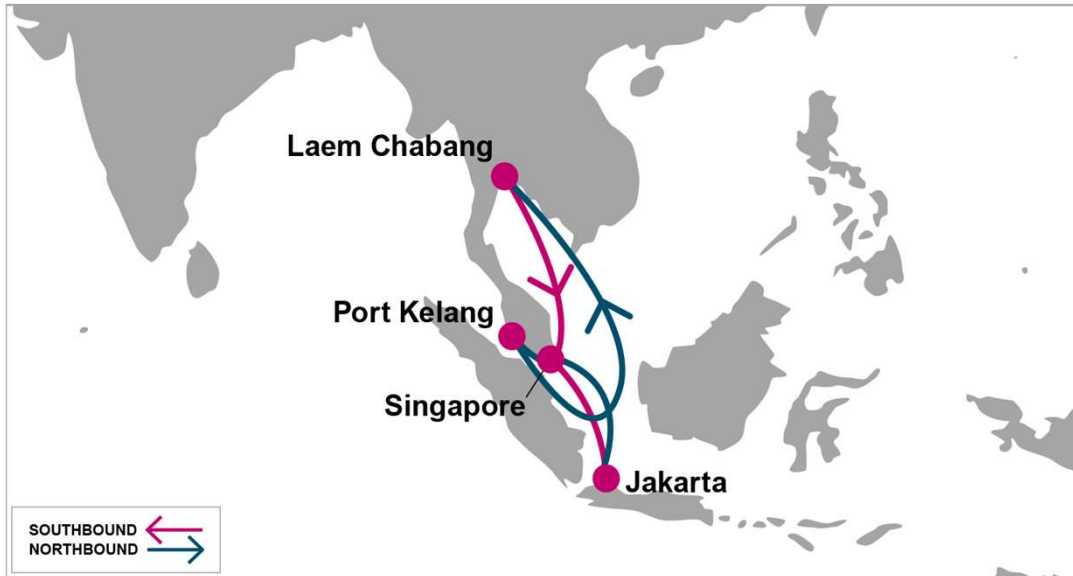 Laem Chabang
Port Kelang
Singapore
Jakarta
SOUTHBOUND
NORTHBOUND